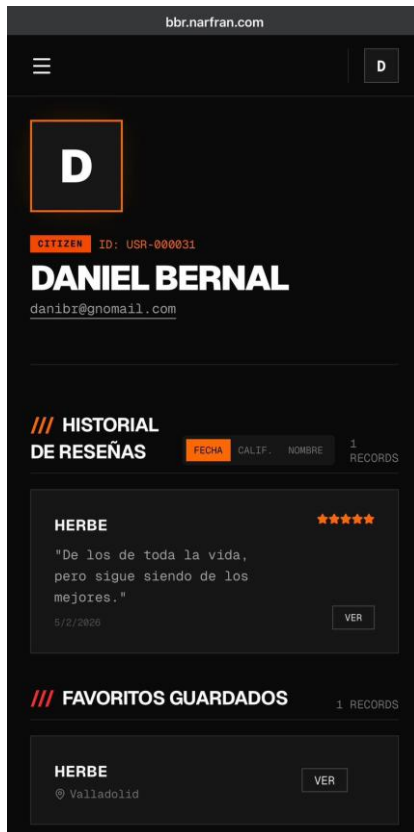 bbr.narfran.com
D
D
CITIZEN ID: USR-000031
DANIEL BERNAL
danibr@gnomail.com
/// HISTORIAL
DE RESEÑAS
FECHA CALIF. NOMBRE
1
RECORDS
HERBE
"De los de toda la vida,
pero sigue siendo de los
mejores."
5/2/2026
VER
/// FAVORITOS GUARDADOS
1 RECORDS
HERBE
Valladolid
VER